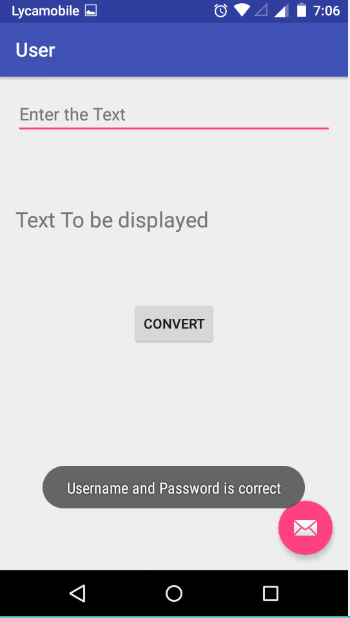 Lycamobile 7:06
User
Enter the Text
Text To be displayed
CONVERT
Username and Password is correct